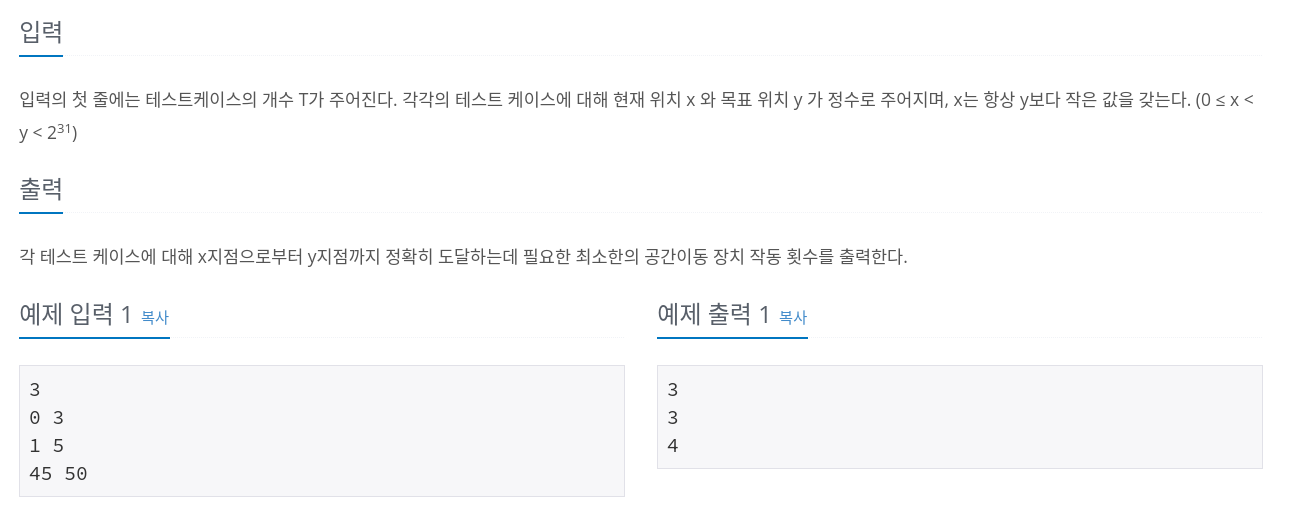 입력
입력의 첫 줄에는 테스트케이스의 개수 T가 주어진다. 각각의 테스트 케이스에 대해 현재 위치 x 와 목표 위치 y 가 정수로 주어지며, x는 항상 y보다 작은 값을 갖는다. (0 ≤ x <
y < 2³¹)
출력
각 테스트 케이스에 대해 x지점으로부터 y지점까지 정확히 도달하는데 필요한 최소한의 공간이동 장치 작동 횟수를 출력한다.
예제 입력 1 복사
3
0 3
1 5
45 50
예제 출력 1 복사
3
3
4